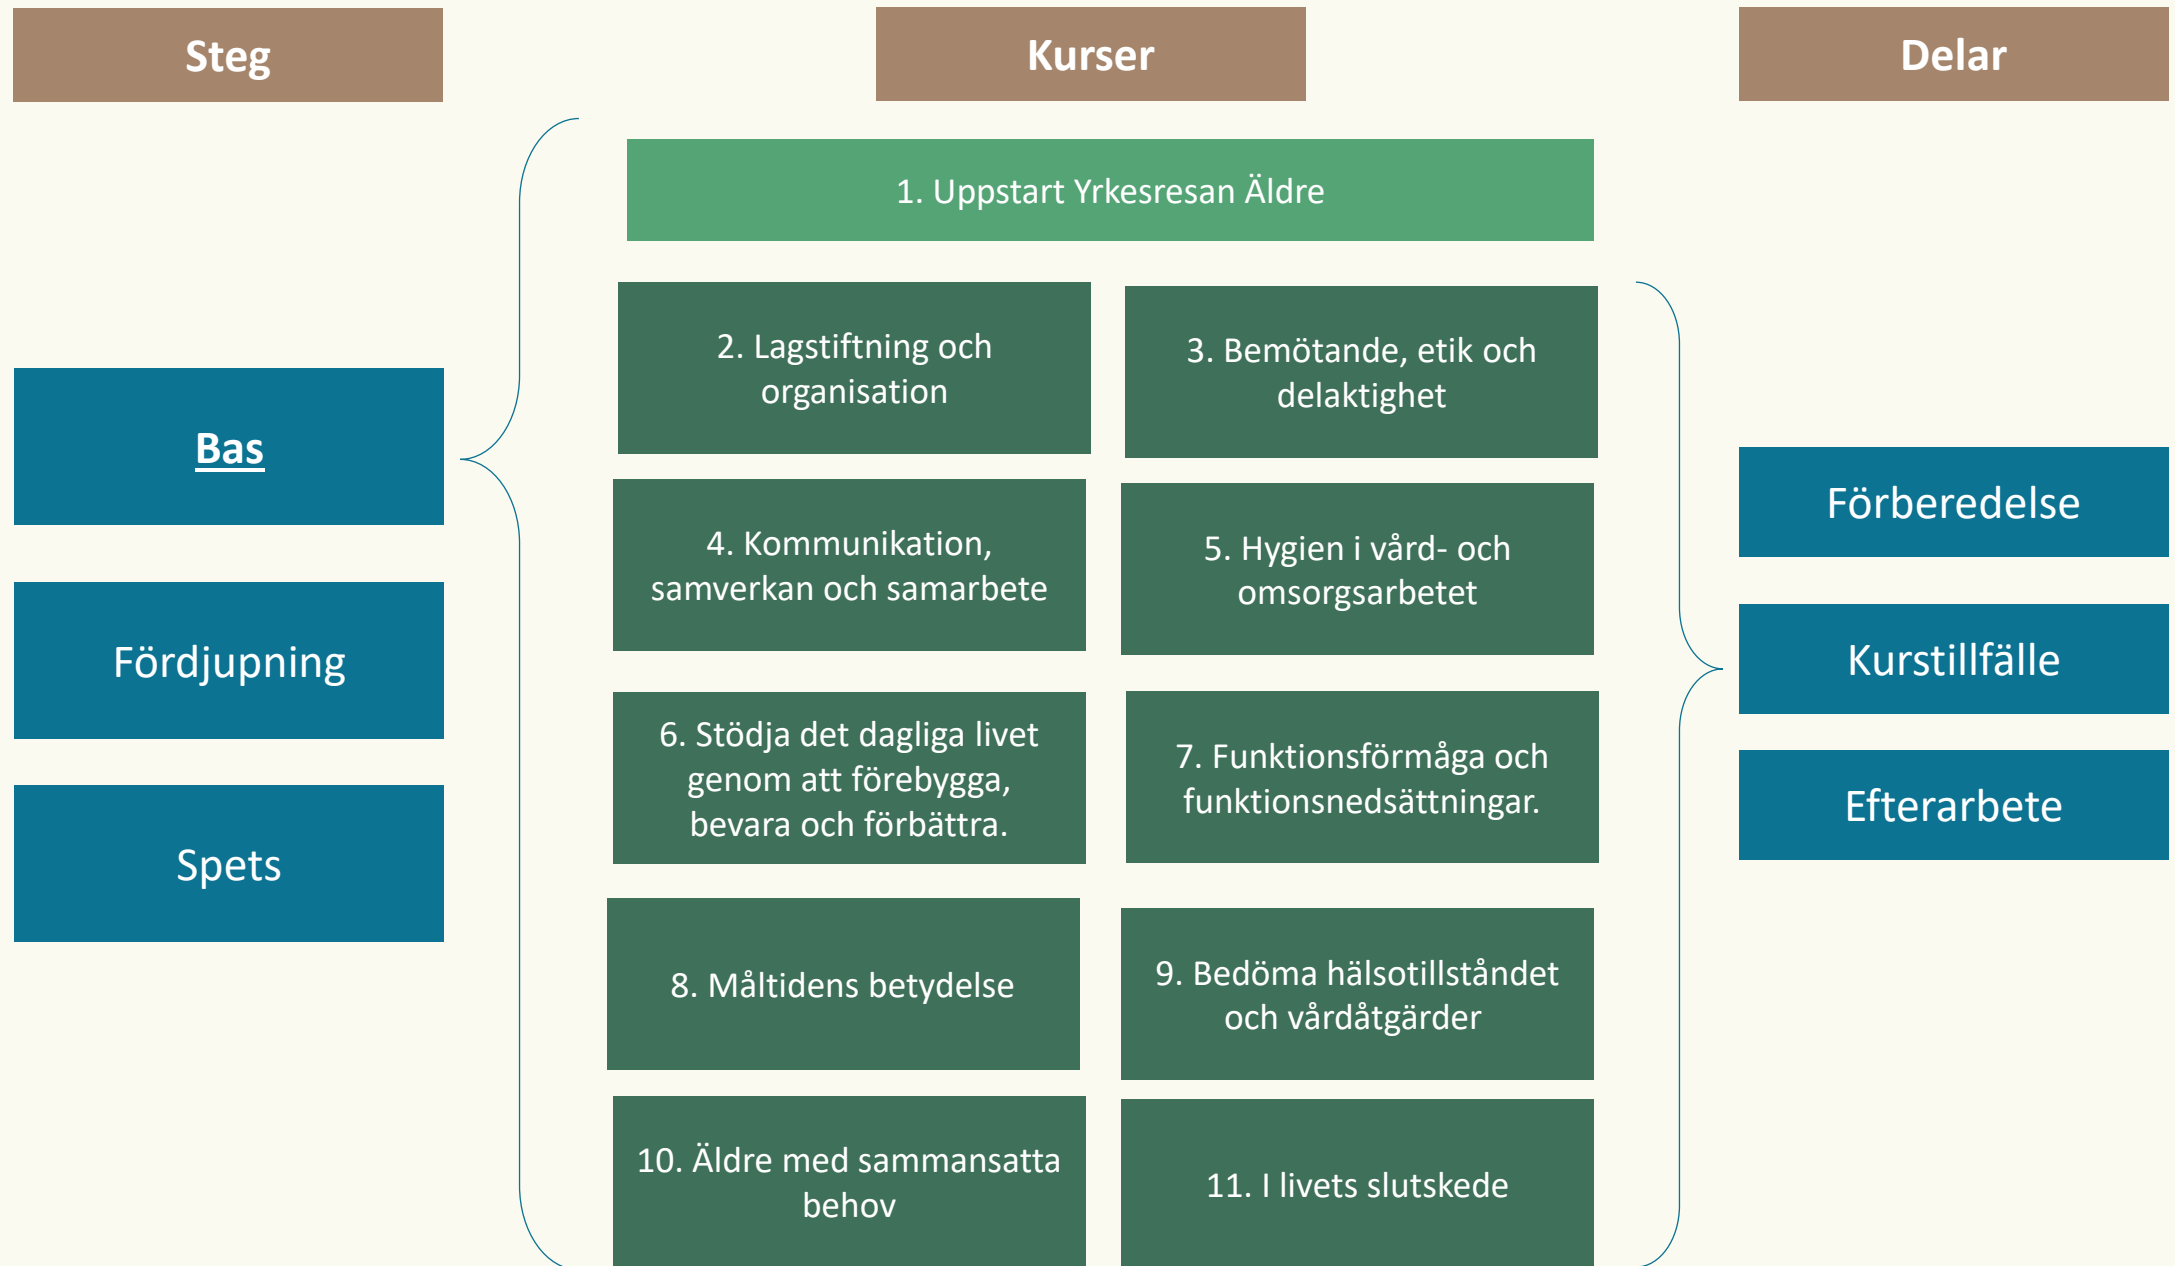 Steg
Kurser
Delar
1. Uppstart Yrkesresan Äldre
2. Lagstiftning och
organisation
3. Bemötande, etik och
delaktighet
Bas
Förberedelse
4. Kommunikation,
samverkan och samarbete
5. Hygien i vård- och
omsorgsarbetet
Fördjupning
Kurstillfälle
6. Stödja det dagliga livet
genom att förebygga,
bevara och förbättra.
7. Funktionsförmåga och
funktionsnedsättningar.
Efterarbete
Spets
8. Måltidens betydelse
9. Bedöma hälsotillståndet
och vårdåtgärder
10. Äldre med sammansatta
behov
11. I livets slutskede